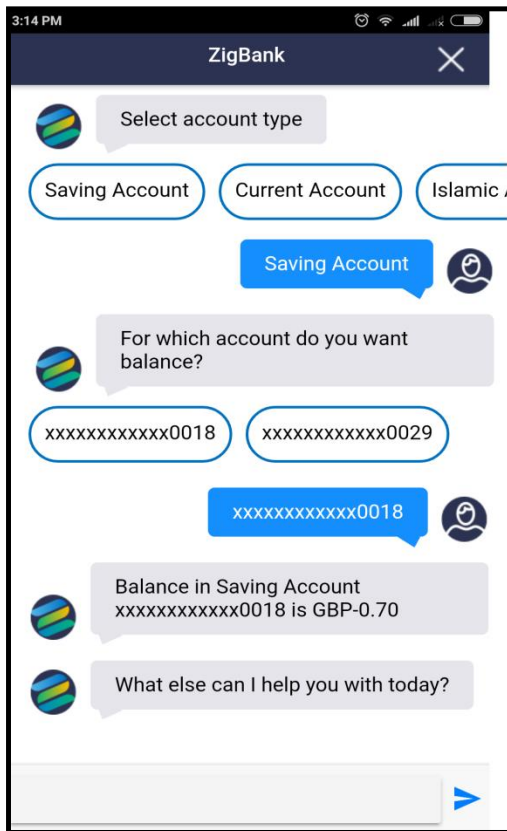 3:14 PM
ZigBank
Select account type
Saving Account
Current Account
Islamic
Saving Account
For which account do you want
balance?
xxxxxxxxxxxx0018
xxxxxxxxxxxx0029
xxxxxxxxxxxx0018
Balance in Saving Account
xxxxxxxxxxxx0018 is GBP-0.70
What else can I help you with today?